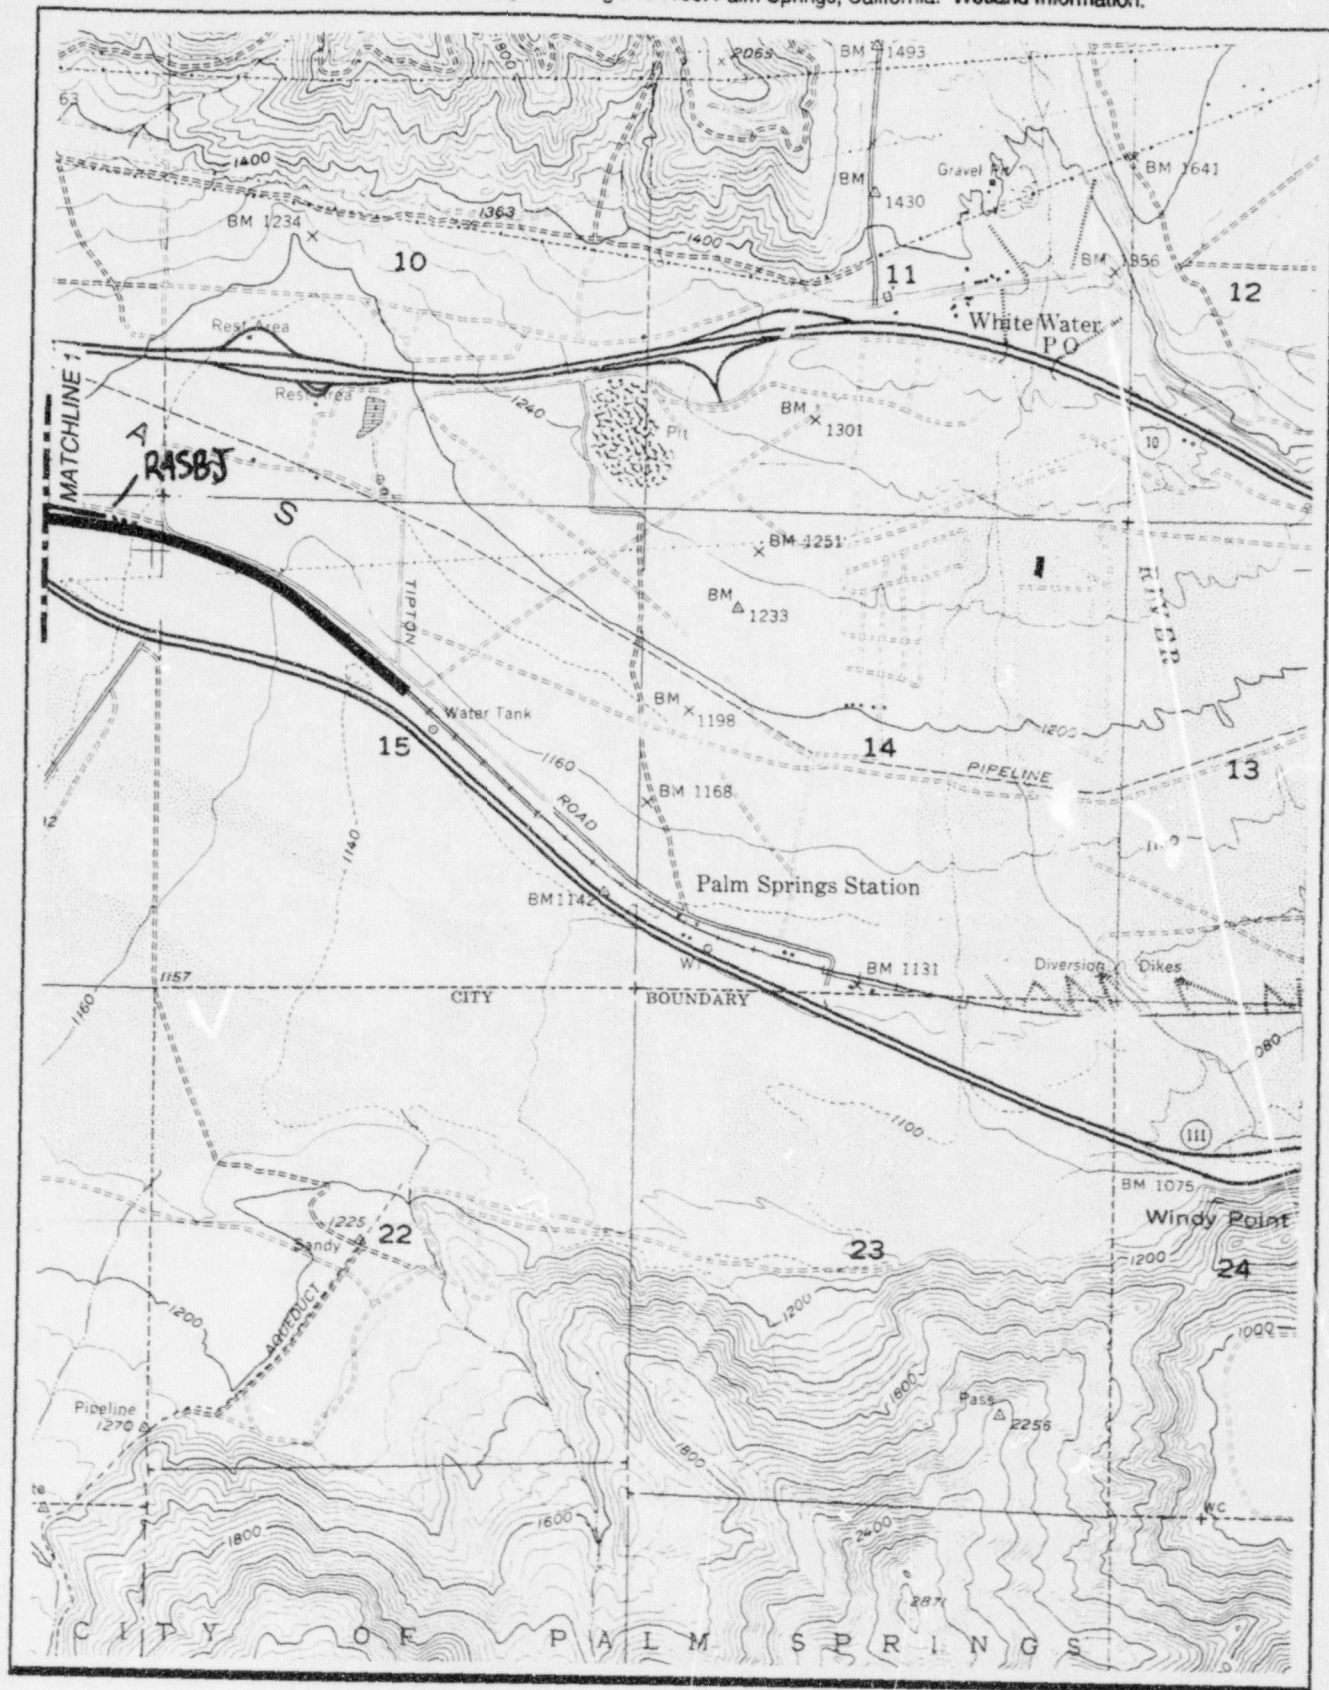 Palm Springs, California. Wetland Information.
2065
BM 1493
1800
63
1400
BM 1430
Gravel Pit
BM 1641
BM 1234
1363
1400
10
11
BM 1356
12
Rest Area
White Water
P O
MATCHLINE 1
Rest Area
1240
Pit
BM 1301
10
A
R4SBJ
S
BM 1251
TIPTON
BM 1233
RIVER
BM 1198
Water Tank
15
14
1200
1160
PIPELINE
13
ROAD
BM 1168
1140
Palm Springs Station
BM 1142
WT
BM 1131
Diversion Dikes
1157
CITY BOUNDARY
1160
1080
1100
111
BM 1075
1225
Windy Point
Sandy
22
23
1200
24
1200
AQUEDUCT
1200
1000
1800
Pipeline
1270
Pass
2256
1800
te
WC
1800
1600
2400
2871
CITY OF PALM SPRINGS